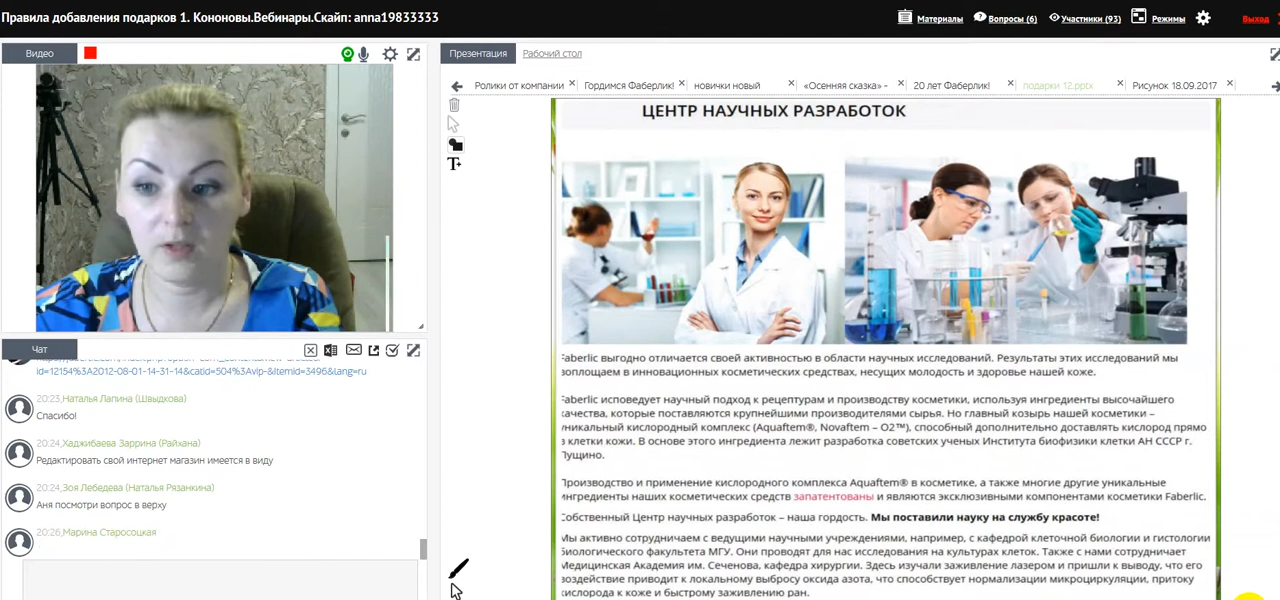 Правила добавления подарков 1. Кононовы.Вебинары.Скайп: anna19833333
Материалы
Вопросы (6)
Участники (93)
Режимы
Выход
Видео
Презентация
Рабочий стол
Ролики от компании
Гордимся Фаберлик!
новички новый
«Осенняя сказка» -
20 лет Фаберлик!
подарки 12.pptx
Рисунок 18.09.2017
T+
ЦЕНТР НАУЧНЫХ РАЗРАБОТОК
Faberlic выгодно отличается своей активностью в области научных исследований. Результаты этих исследований мы
воплощаем в инновационных косметических средствах, несущих молодость и здоровье нашей коже.
Faberlic исповедует научный подход к рецептурам и производству косметики, используя ингредиенты высочайшего
качества, которые поставляются крупнейшими производителями сырья. Но главный козырь нашей косметики –
уникальный кислородный комплекс (Aquaftem®, Novaftem – O2™), способный дополнительно доставлять кислород прямо
в клетки кожи. В основе этого ингредиента лежит разработка советских ученых Института биофизики клетки АН СССР г.
Пущино.
Производство и применение кислородного комплекса Aquaftem® в косметике, а также многие другие уникальные
ингредиенты наших косметических средств запатентованы и являются эксклюзивными компонентами косметики Faberlic.
Собственный Центр научных разработок – наша гордость. Мы поставили науку на службу красоте!
Мы активно сотрудничаем с ведущими научными учреждениями, например, с кафедрой клеточной биологии и гистологии
биологического факультета МГУ. Они проводят для нас исследования на культурах клеток. Также с нами сотрудничает
Медицинская Академия им. Сеченова, кафедра хирургии. Здесь изучали заживление лазером и пришли к выводу, что его
воздействие приводит к локальному выбросу оксида азота, что способствует нормализации микроциркуляции, притоку
кислорода к коже и быстрому заживлению ран.
Чат
id=12154%3A2012-08-01-14-31-14&catid=504%3Avip-&Itemid=3496&lang=ru
20:23,Наталья Лапина (Швыдкова)
Спасибо!
20:24,Хаджибаева Заррина (Райхана)
Редактировать свой интернет магазин имеется в виду
20:24,Зоя Лебедева (Наталья Рязанкина)
Аня посмотри вопрос в верху
20:26,Марина Старосоцкая